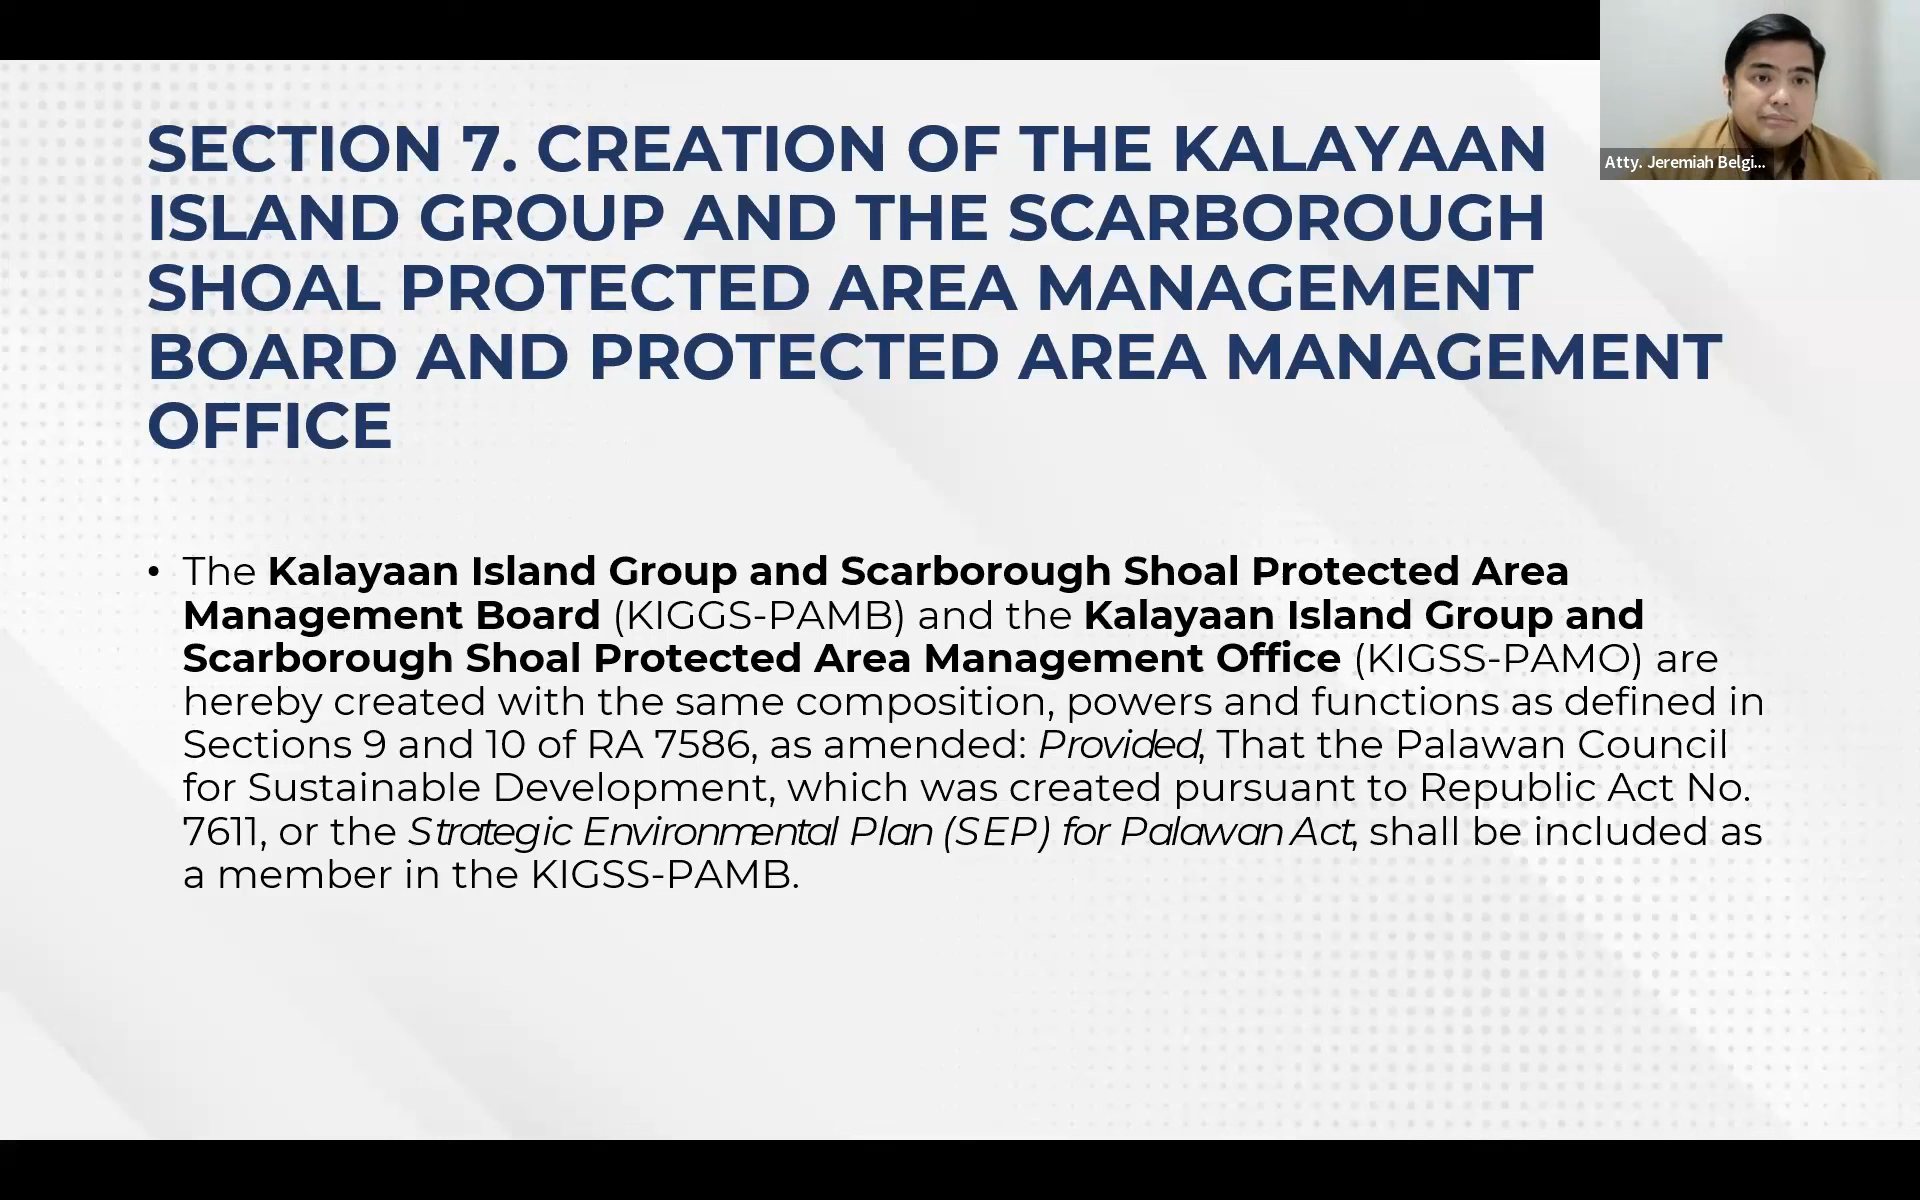 SECTION 7. CREATION OF THE KALAYAAN
ISLAND GROUP AND THE SCARBOROUGH
SHOAL PROTECTED AREA MANAGEMENT
BOARD AND PROTECTED AREA MANAGEMENT
OFFICE
Atty. Jeremiah Belgi...
• The Kalayaan Island Group and Scarborough Shoal Protected Area
Management Board (KIGGS-PAMB) and the Kalayaan Island Group and
Scarborough Shoal Protected Area Management Office (KIGSS-PAMO) are
hereby created with the same composition, powers and functions as defined in
Sections 9 and 10 of RA 7586, as amended: Provided, That the Palawan Council
for Sustainable Development, which was created pursuant to Republic Act No.
7611, or the Strategic Environmental Plan (SEP) for Palawan Act, shall be included as
a member in the KIGSS-PAMB.